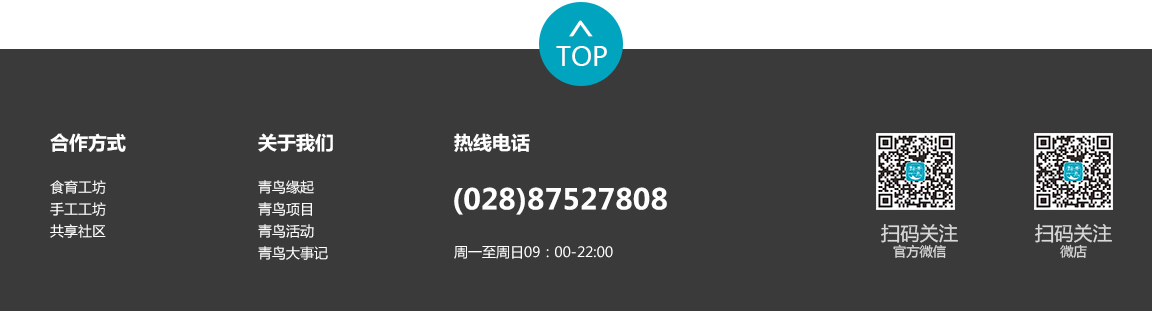 TOP
合作方式
食育工坊
手工工坊
共享社区
关于我们
青鸟缘起
青鸟项目
青鸟活动
青鸟大事记
热线电话
(028)87527808
周一至周日09：00-22:00
扫码关注
官方微信
扫码关注
微店